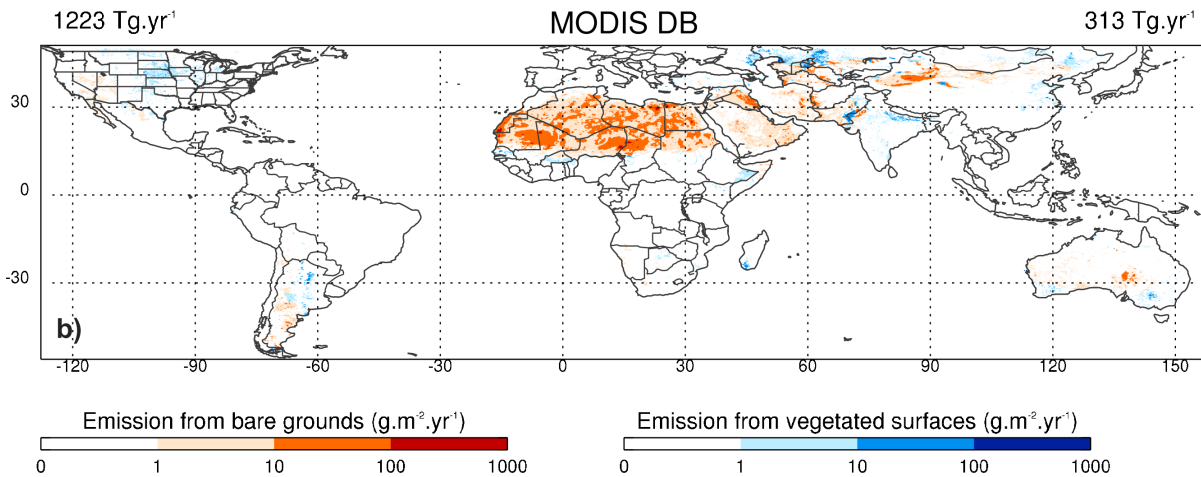 1223 Tg.yr⁻¹ MODIS DB 313 Tg.yr⁻¹
30
0
-30
b)
-120 -90 -60 -30 0 30 60 90 120 150
Emission from bare grounds (g.m⁻².yr⁻¹) Emission from vegetated surfaces (g.m⁻².yr⁻¹)
0 1 10 100 1000 0 1 10 100 1000